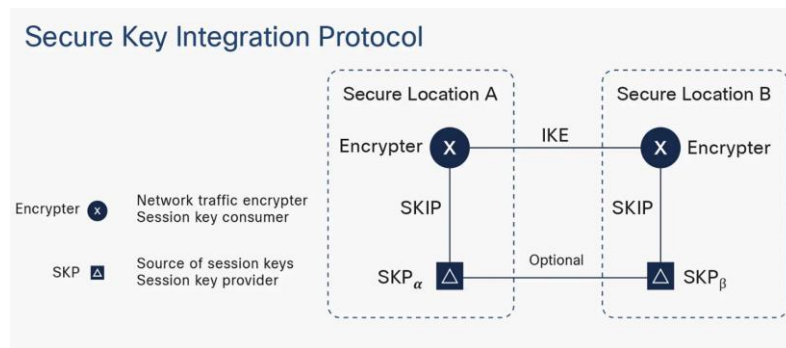 Secure Key Integration Protocol
Secure Location A
Secure Location B
Encrypter
X
IKE
X
Encrypter
SKIP
SKIP
Encrypter
X
Network traffic encrypter
Session key consumer
SKP
Source of session keys
Session key provider
SKPα
Optional
SKPβ